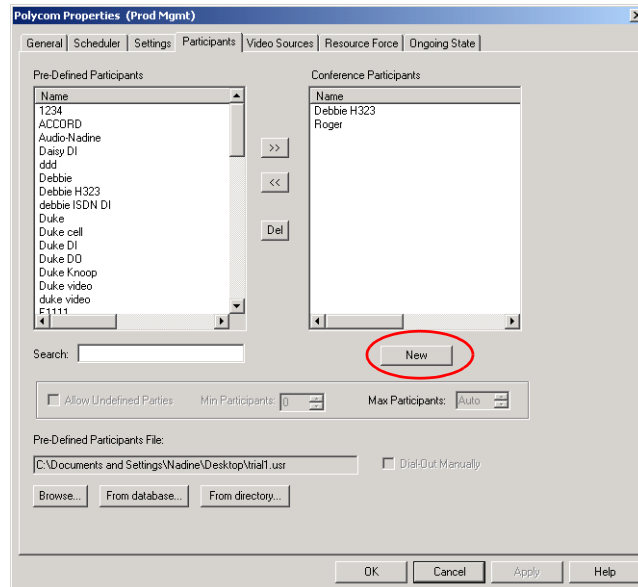 Polycom Properties (Prod Mgmt)
General Scheduler Settings Participants Video Sources Resource Force Ongoing State
Pre-Defined Participants
Name
1234
ACCORD
Audio-Nadine
Daisy DI
ddd
Debbie
Debbie H323
debbie ISDN DI
Duke
Duke cell
Duke DI
Duke DO
Duke Knoop
Duke video
duke video
F1111
>>
<<
Del
Conference Participants
Name
Debbie H323
Roger
Search:
New
Allow Undefined Parties Min Participants: 0 Max Participants: Auto
Pre-Defined Participants File:
C:\Documents and Settings\Nadine\Desktop\trial1.usr Dial-Out Manually
Browse... From database... From directory...
OK Cancel Apply Help